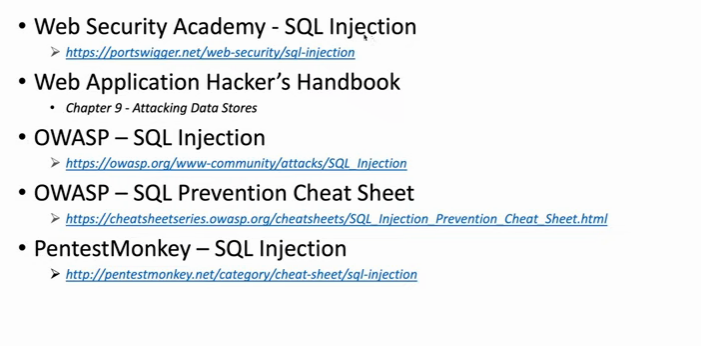 • Web Security Academy - SQL Injection
➢ https://portswigger.net/web-security/sql-injection
• Web Application Hacker's Handbook
• Chapter 9 - Attacking Data Stores
• OWASP – SQL Injection
➢ https://owasp.org/www-community/attacks/SQL_Injection
• OWASP – SQL Prevention Cheat Sheet
➢ https://cheatsheetseries.owasp.org/cheatsheets/SQL_Injection_Prevention_Cheat_Sheet.html
• PentestMonkey – SQL Injection
➢ http://pentestmonkey.net/category/cheat-sheet/sql-injection